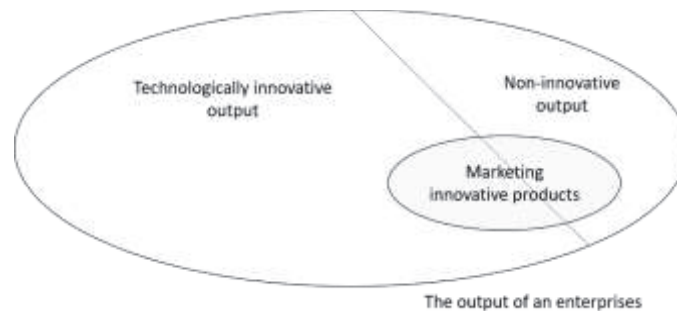 Technologically innovative
output
Non-innovative
output
Marketing
innovative products
The output of an enterprises